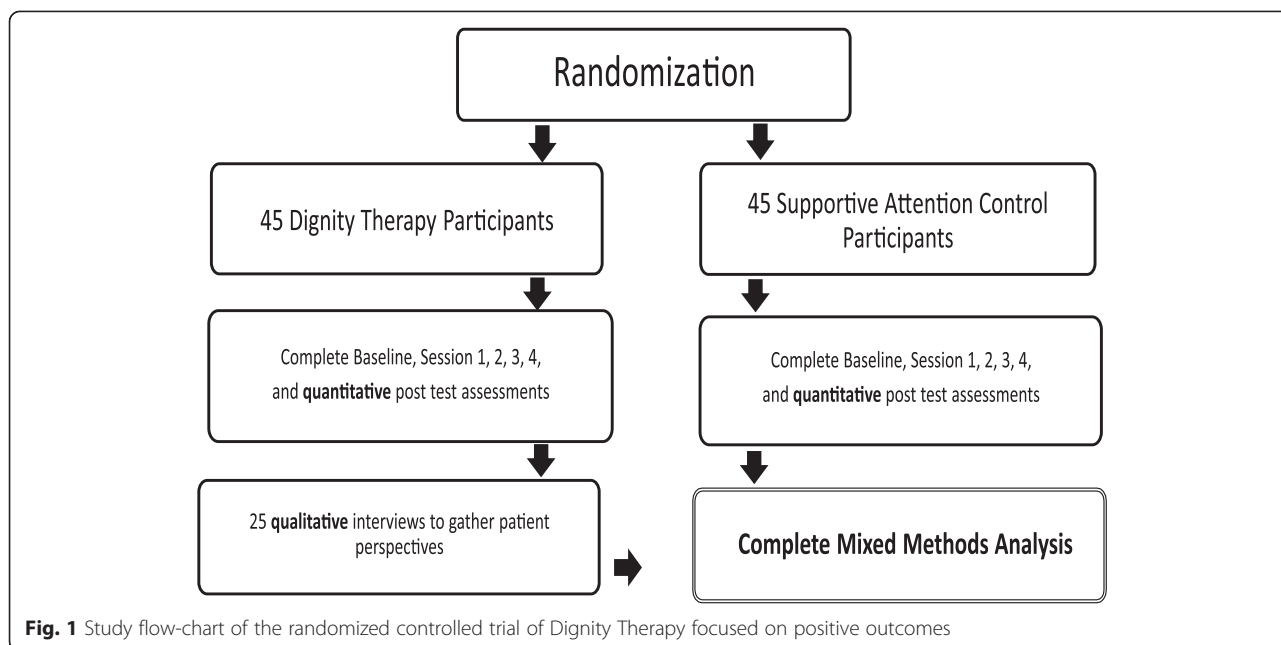 Randomization
45 Dignity Therapy Participants
45 Supportive Attention Control
Participants
Complete Baseline, Session 1, 2, 3, 4,
and quantitative post test assessments
Complete Baseline, Session 1, 2, 3, 4,
and quantitative post test assessments
25 qualitative interviews to gather patient
perspectives
Complete Mixed Methods Analysis
Fig. 1 Study flow-chart of the randomized controlled trial of Dignity Therapy focused on positive outcomes